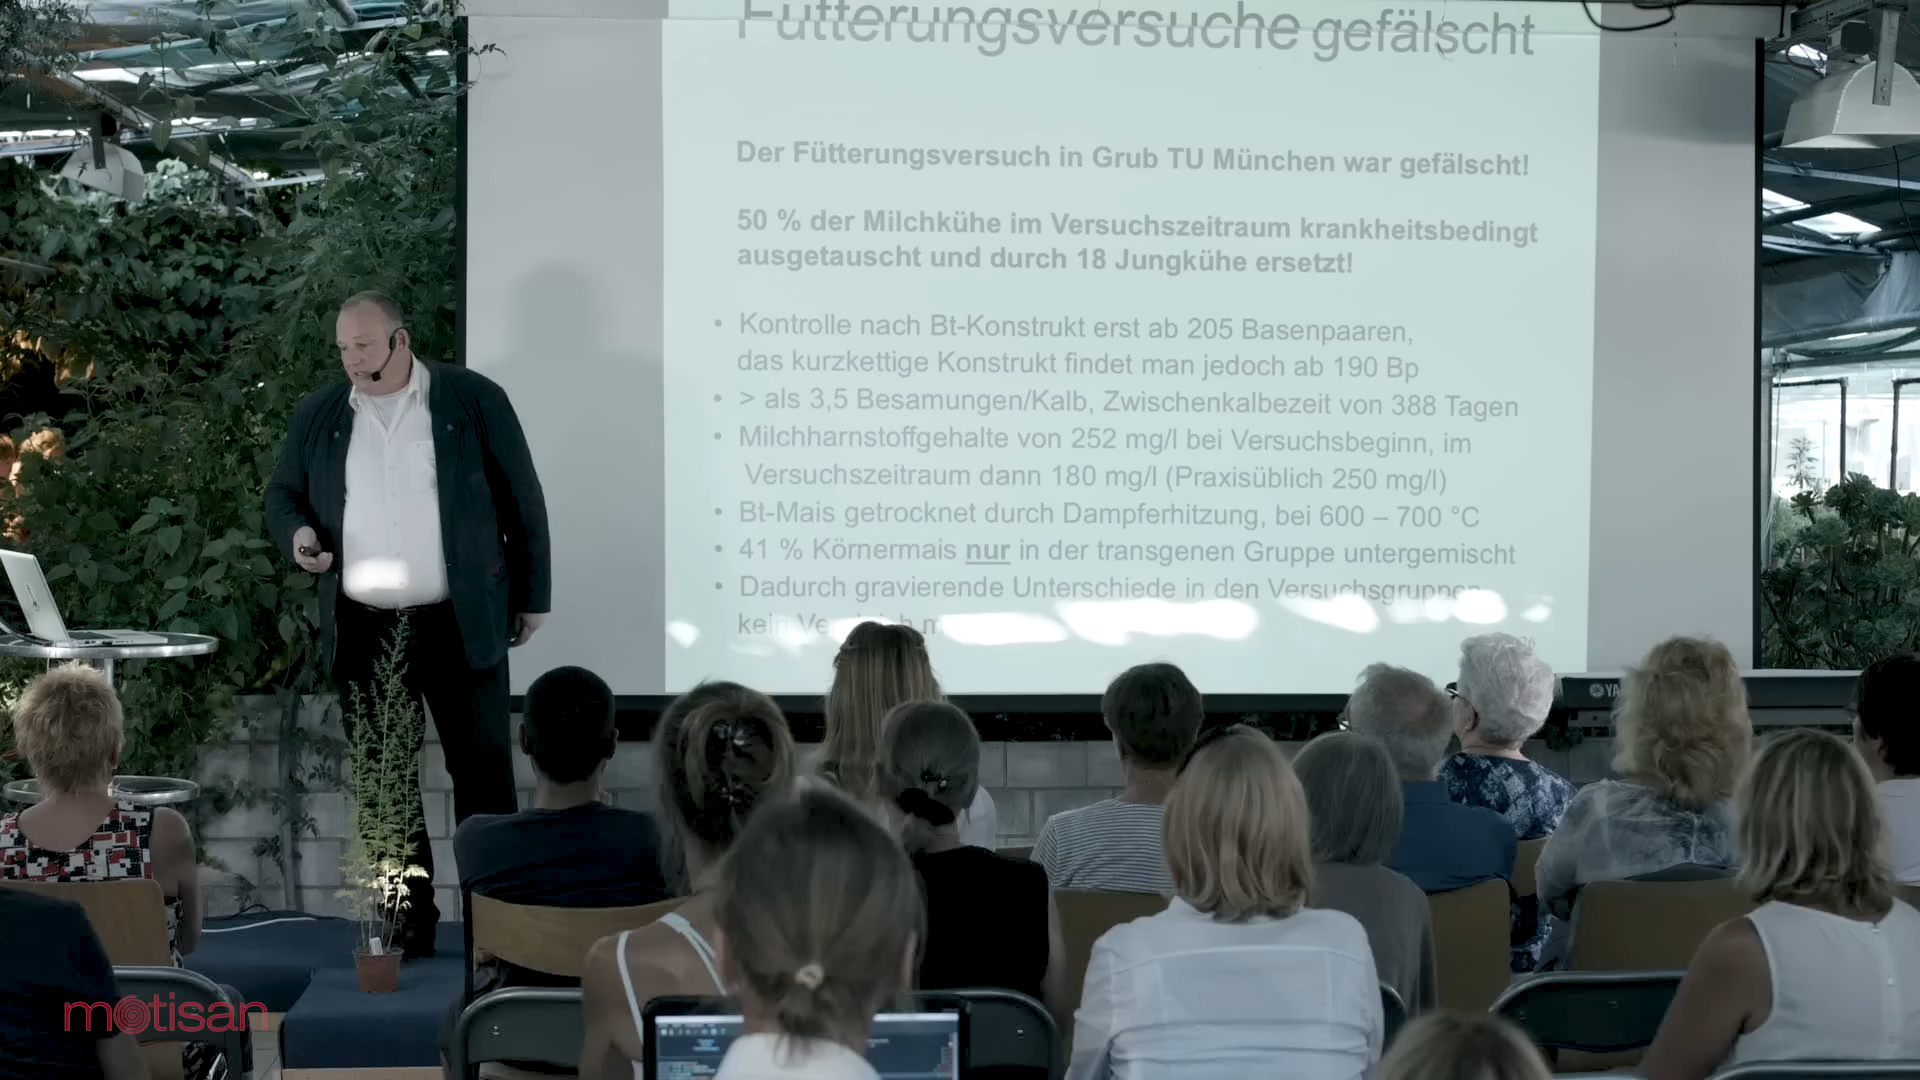 Fütterungsversuche gefälscht
Der Fütterungsversuch in Grub TU München war gefälscht!
50 % der Milchkühe im Versuchszeitraum krankheitsbedingt
ausgetauscht und durch 18 Jungkühe ersetzt!
• Kontrolle nach Bt-Konstrukt erst ab 205 Basenpaaren,
das kurzkettige Konstrukt findet man jedoch ab 190 Bp
• > als 3,5 Besamungen/Kalb, Zwischenkalbezeit von 388 Tagen
• Milchharnstoffgehalte von 252 mg/l bei Versuchsbeginn, im
Versuchszeitraum dann 180 mg/l (Praxisüblich 250 mg/l)
• Bt-Mais getrocknet durch Dampferhitzung, bei 600 – 700 °C
• 41 % Körnermais nur in der transgenen Gruppe untergemischt
• Dadurch gravierende Unterschiede in den Versuchsgruppen
kein
26
motisan